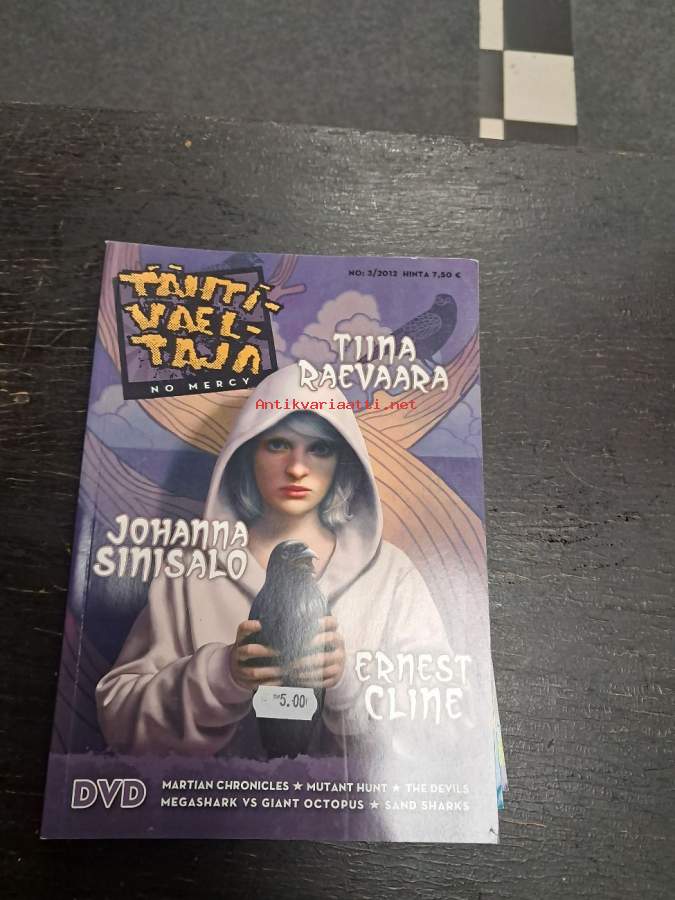 NO: 3/2012 HINTA 7,50 €
TÄHTI-
VAEL-
TAJA
NO MERCY
TIINA
RAEVAARA
Antikvariaatti.net
JOHANNA
SINISALO
ERNEST
CLINE
5.00
DVD
MARTIAN CHRONICLES ★ MUTANT HUNT ★ THE DEVILS
MEGASHARK VS GIANT OCTOPUS ★ SAND SHARKS